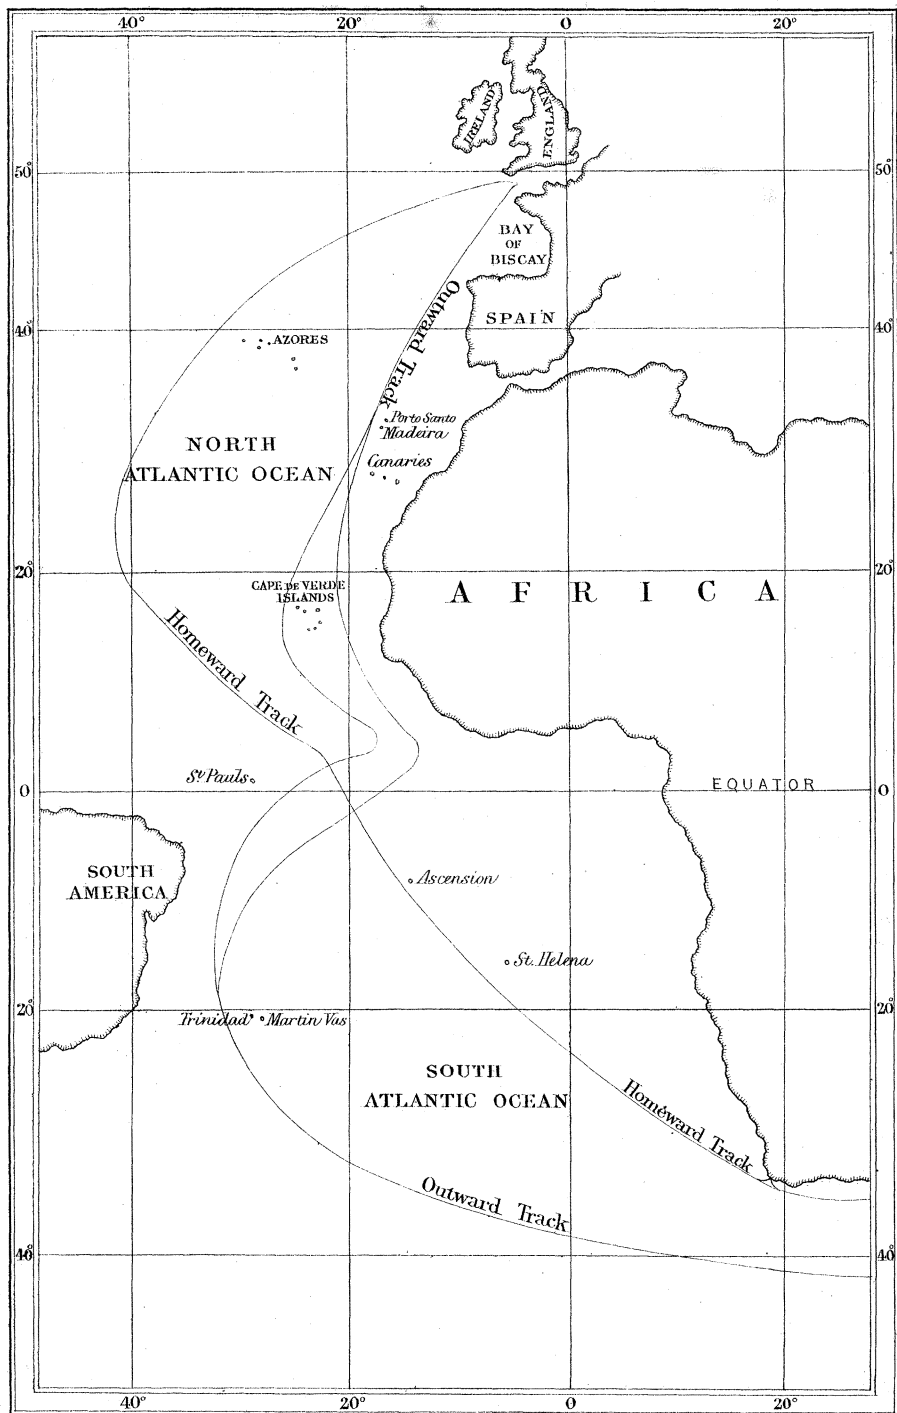 40° 20° 0 20°
IRELAND
ENGLAND
50° 50°
BAY
OF
BISCAY
Outward Track
SPAIN
40° 40°
AZORES
Porto Santo
Madeira
NORTH
ATLANTIC OCEAN
Canaries
20° 20°
CAPE DE VERDE
ISLANDS
AFRICA
Homeward Track
St Pauls
EQUATOR
0 0
SOUTH
AMERICA
Ascension
St. Helena
20° 20°
Trinidad Martin Vas
SOUTH
ATLANTIC OCEAN
Homeward Track
Outward Track
40° 40°
40° 20° 0 20°